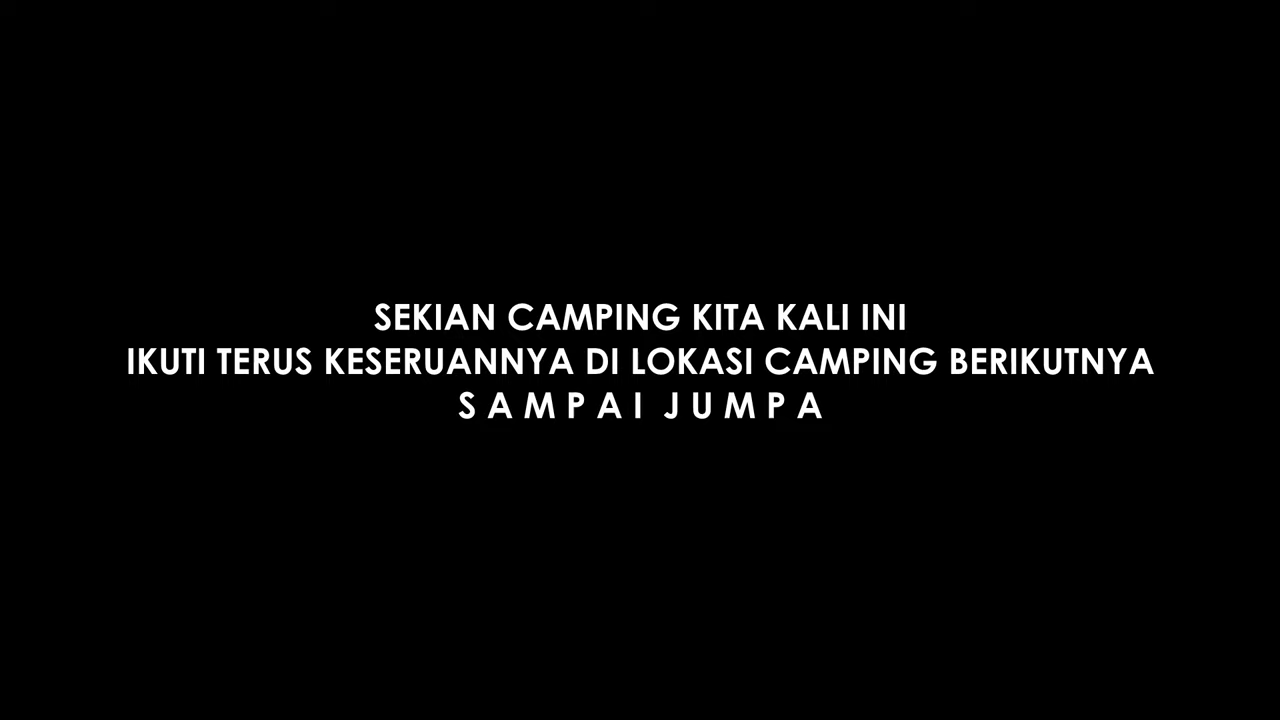 SEKIAN CAMPING KITA KALI INI
IKUTI TERUS KESERUANNYA DI LOKASI CAMPING BERIKUTNYA
S A M P A I  J U M P A